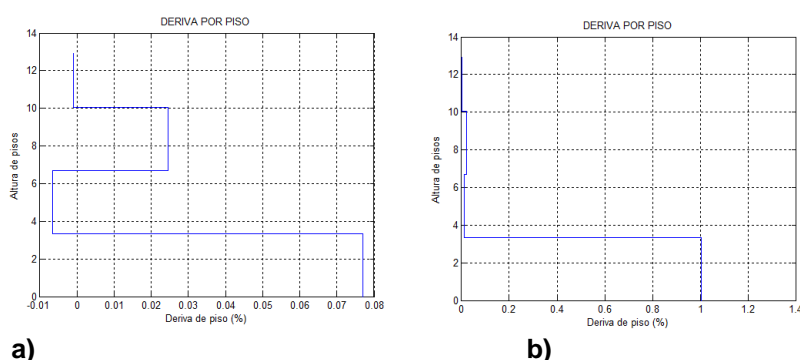 DERIVA POR PISO
14
12
10
8
6
4
2
0
Altura de pisos
-0.01 0 0.01 0.02 0.03 0.04 0.05 0.06 0.07 0.08
Deriva de piso (%)
a)
DERIVA POR PISO
14
12
10
8
6
4
2
0
Altura de pisos
0 0.2 0.4 0.6 0.8 1 1.2 1.4
Deriva de piso (%)
b)